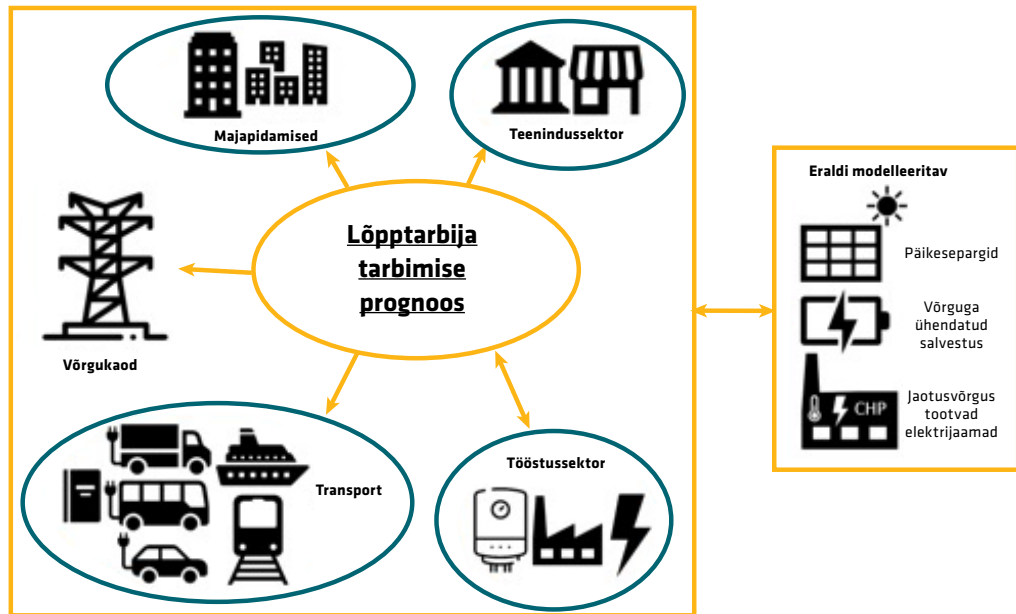 Majapidamised
Teenindussektor
Lõpptarbija
tarbimise
prognoos
Võrgukaod
Transport
Tööstussektor
Eraldi modelleeritav
Päikesepargid
Võrguga
ühendatud
salvestus
CHP
Jaotusvõrgus
tootvad
elektrijaamad